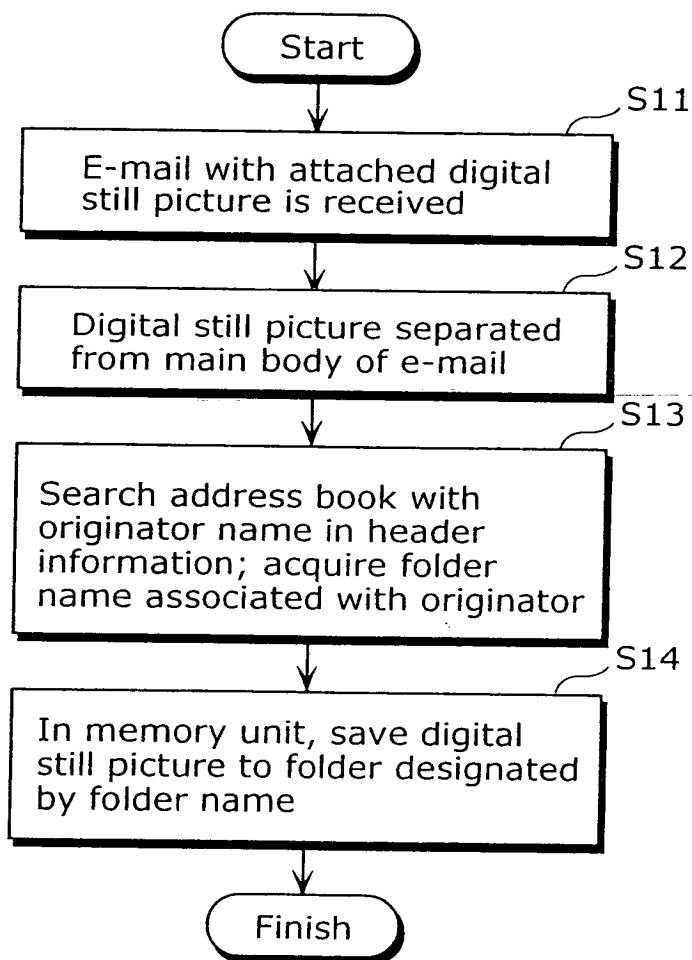 Start
S11
E-mail with attached digital
still picture is received
S12
Digital still picture separated
from main body of e-mail
S13
Search address book with
originator name in header
information; acquire folder
name associated with originator
S14
In memory unit, save digital
still picture to folder designated
by folder name
Finish